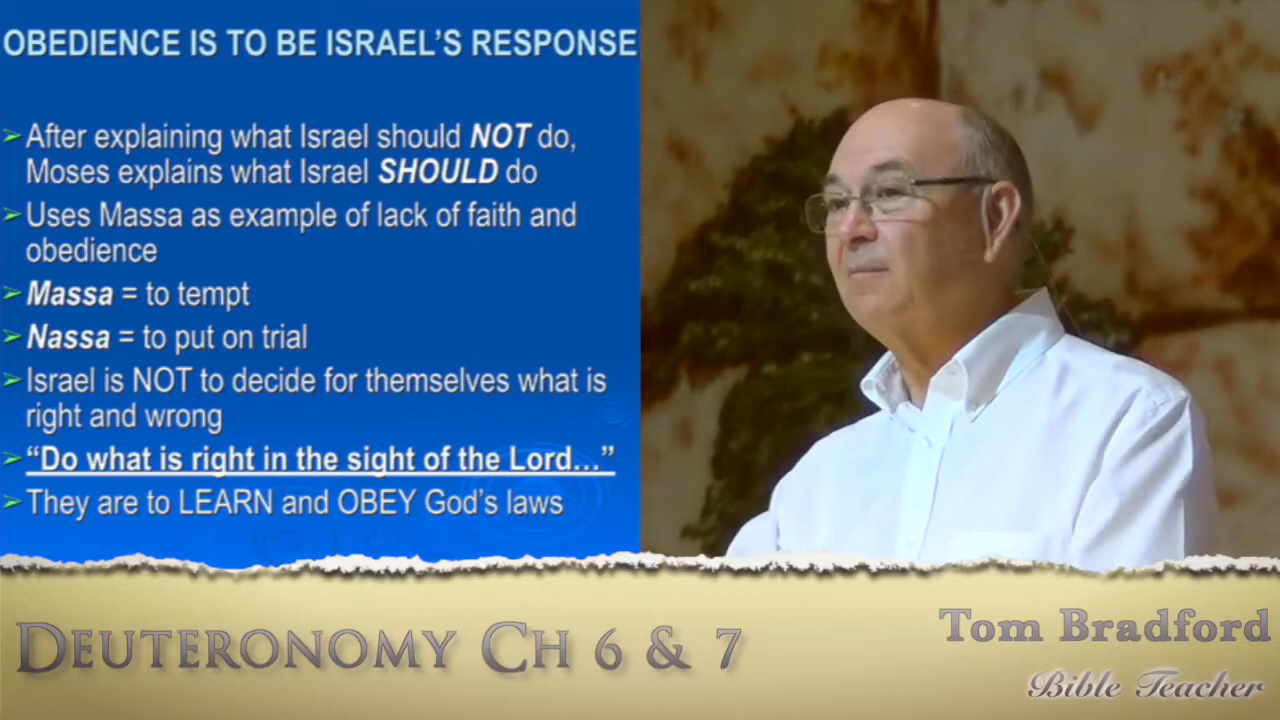 OBEDIENCE IS TO BE ISRAEL'S RESPONSE
➢ After explaining what Israel should NOT do,
Moses explains what Israel SHOULD do
➢ Uses Massa as example of lack of faith and
obedience
➢ Massa = to tempt
➢ Nassa = to put on trial
➢ Israel is NOT to decide for themselves what is
right and wrong
➢ “Do what is right in the sight of the Lord…”
➢ They are to LEARN and OBEY God's laws
DEUTERONOMY CH 6 & 7
Tom Bradford
Bible Teacher